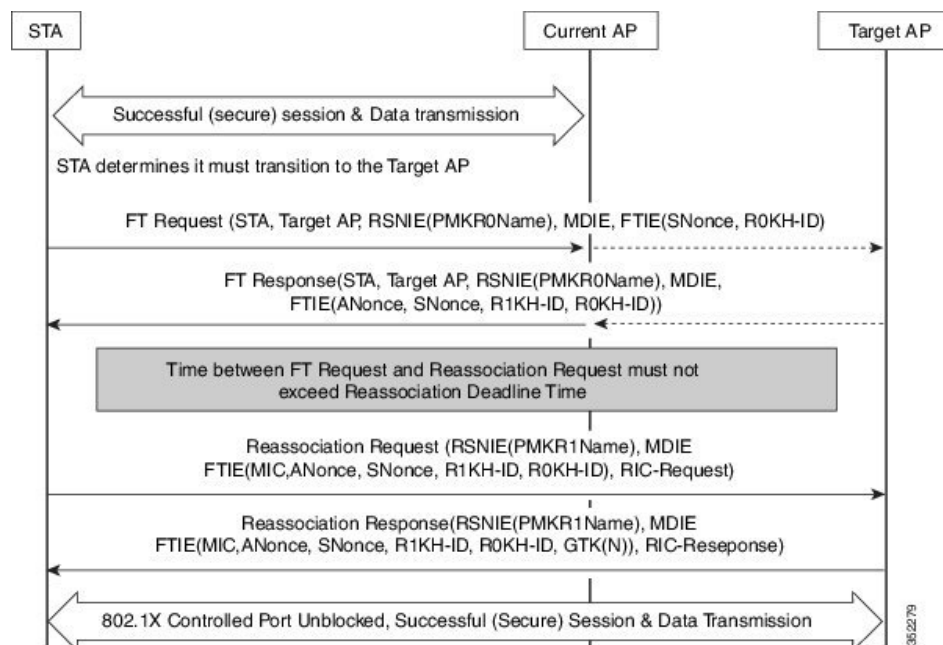 STA
Current AP
Target AP
Successful (secure) session & Data transmission
STA determines it must transition to the Target AP
FT Request (STA, Target AP, RSNIE(PMKR0Name), MDIE, FTIE(SNonce, R0KH-ID)
FT Response(STA, Target AP, RSNIE(PMKR0Name), MDIE,
FTIE(ANonce, SNonce, R1KH-ID, R0KH-ID))
Time between FT Request and Reassociation Request must not
exceed Reassociation Deadline Time
Reassociation Request (RSNIE(PMKR1Name), MDIE
FTIE(MIC,ANonce, SNonce, R1KH-ID, R0KH-ID), RIC-Request)
Reassociation Response(RSNIE(PMKR1Name), MDIE
FTIE(MIC,ANonce, SNonce, R1KH-ID, R0KH-ID, GTK(N)), RIC-Reseponse)
802.1X Controlled Port Unblocked, Successful (Secure) Session & Data Transmission
352279